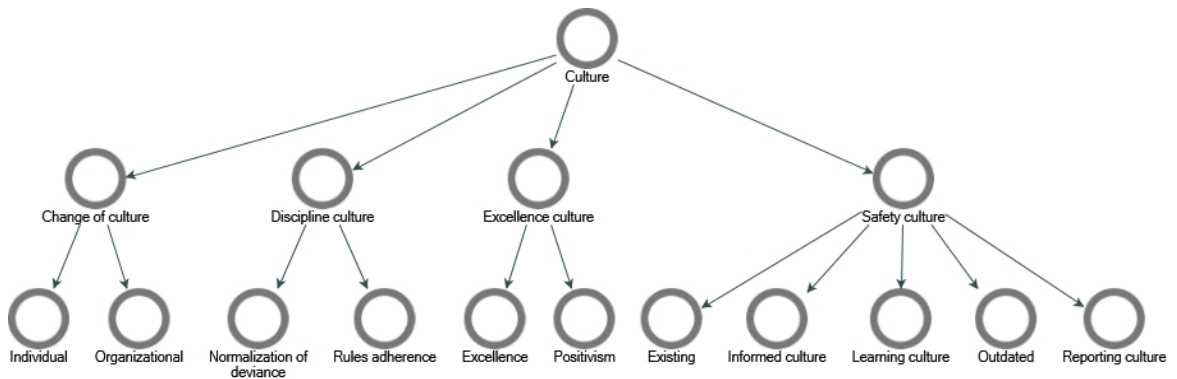 Culture
Change of culture
Discipline culture
Excellence culture
Safety culture
Individual
Organizational
Normalization of
deviance
Rules adherence
Excellence
Positivism
Existing
Informed culture
Learning culture
Outdated
Reporting culture